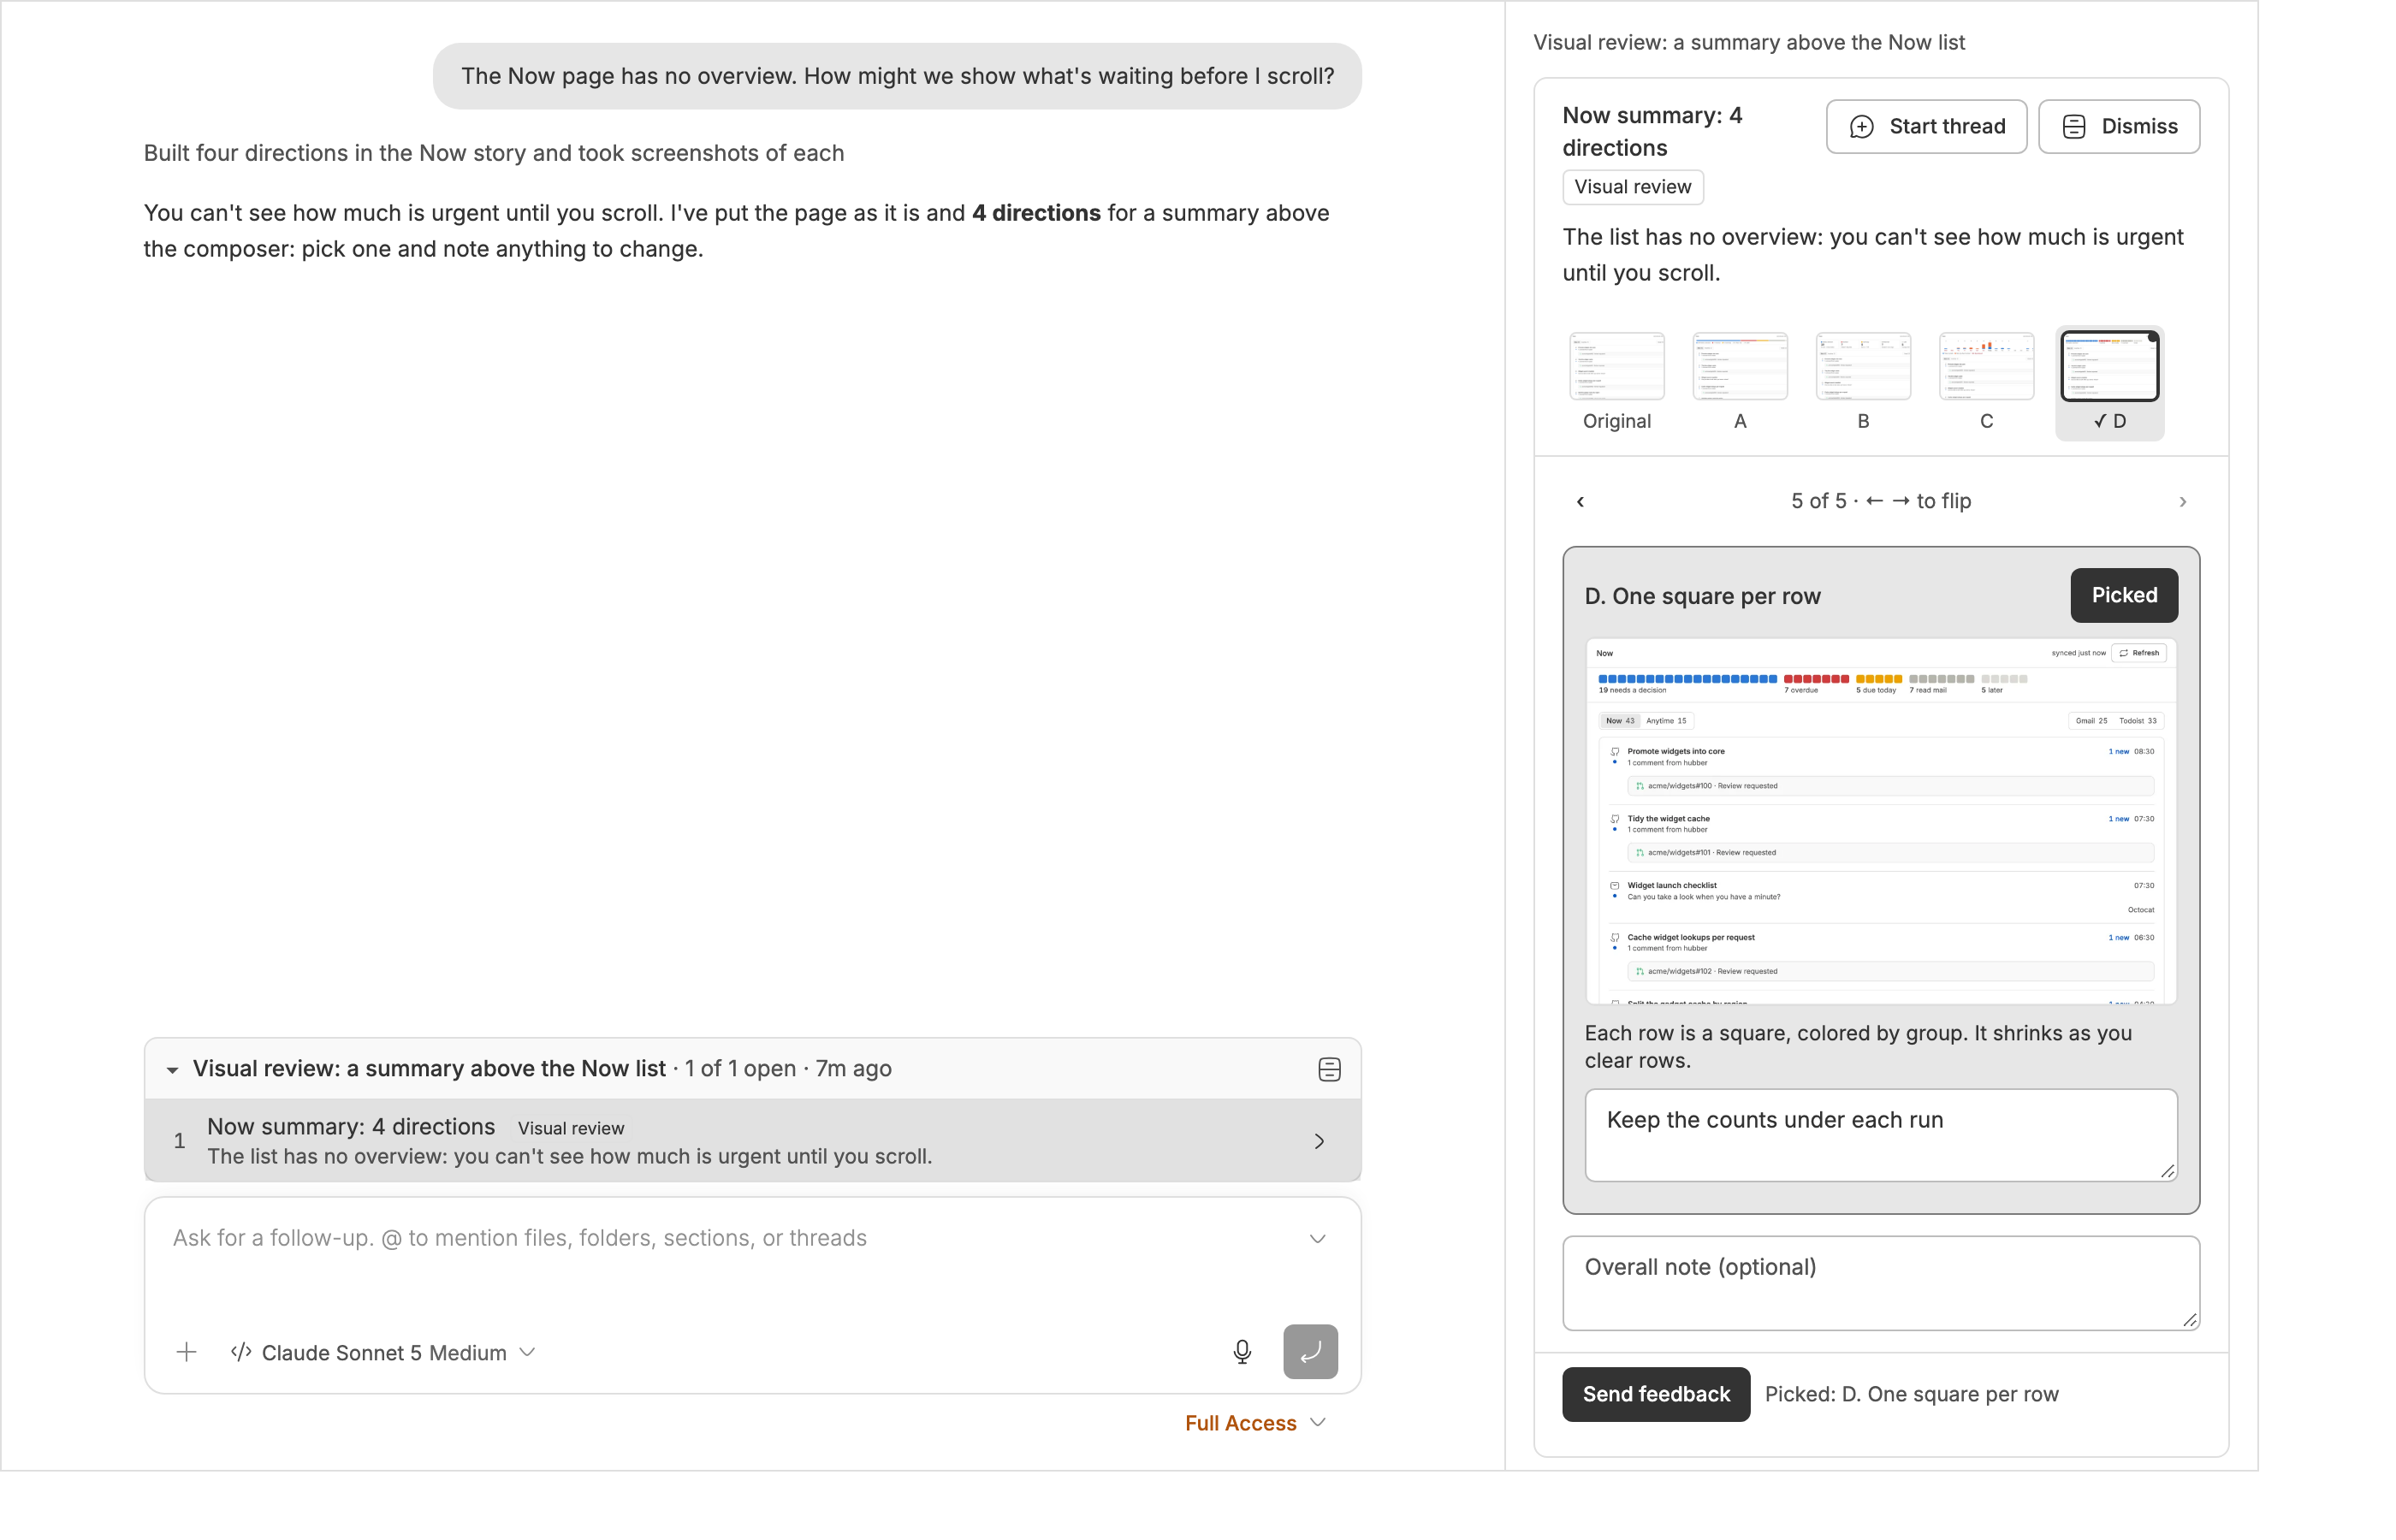 The Now page has no overview. How might we show what's waiting before I scroll?
Built four directions in the Now story and took screenshots of each
You can't see how much is urgent until you scroll. I've put the page as it is and 4 directions for a summary above
the composer: pick one and note anything to change.
Visual review: a summary above the Now list · 1 of 1 open · 7m ago
1
Now summary: 4 directions Visual review
The list has no overview: you can't see how much is urgent until you scroll.
Ask for a follow-up. @ to mention files, folders, sections, or threads
Claude Sonnet 5 Medium
Full Access
Visual review: a summary above the Now list
Now summary: 4
directions
Start thread
Dismiss
Visual review
The list has no overview: you can't see how much is urgent
until you scroll.
Original
A
B
C
✓ D
5 of 5 · ← → to flip
D. One square per row
Picked
Now
synced just now
Refresh
19 needs a decision
7 overdue
5 due today
7 read mail
5 later
Now 43 Anytime 15
Gmail 25 Todoist 33
Promote widgets into core
1 new 08:30
1 comment from hubber
acme/widgets#100 · Review requested
Tidy the widget cache
1 new 07:30
1 comment from hubber
acme/widgets#101 · Review requested
Widget launch checklist
07:30
Can you take a look when you have a minute?
Octocat
Cache widget lookups per request
1 new 06:30
1 comment from hubber
acme/widgets#102 · Review requested
Each row is a square, colored by group. It shrinks as you
clear rows.
Keep the counts under each run
Overall note (optional)
Send feedback
Picked: D. One square per row